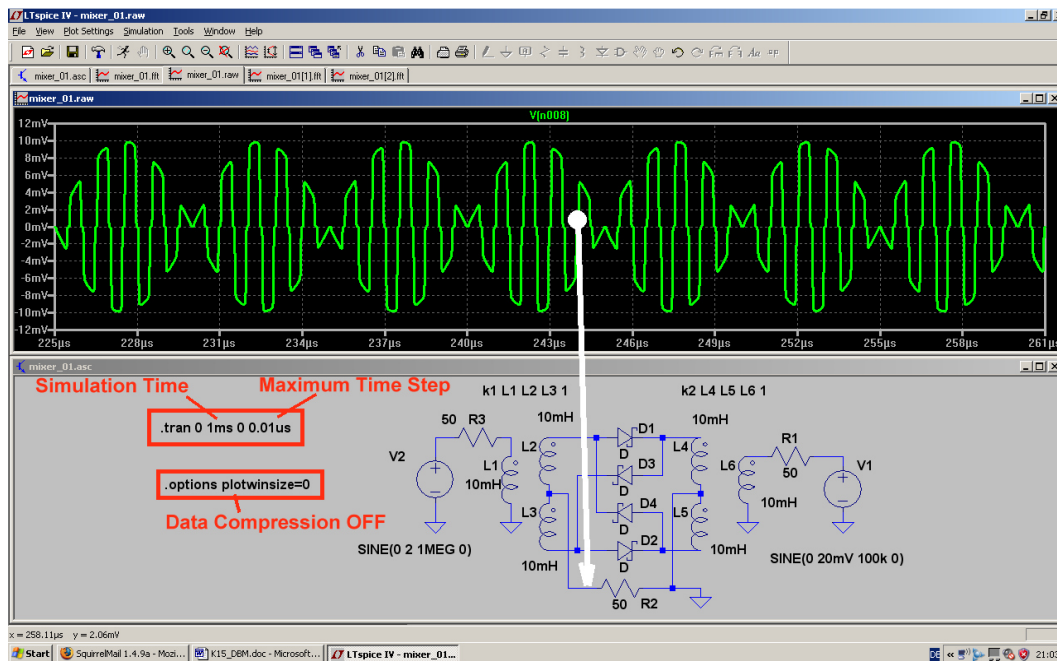 LTspice IV - mixer_01.raw
File View Plot Settings Simulation Tools Window Help
mixer_01.asc mixer_01.fft mixer_01.raw mixer_01[1].fft mixer_01[2].fft
mixer_01.raw
V(n008)
12mV
10mV
8mV
6mV
4mV
2mV
0mV
-2mV
-4mV
-6mV
-8mV
-10mV
-12mV
225µs 228µs 231µs 234µs 237µs 240µs 243µs 246µs 249µs 252µs 255µs 258µs 261µs
mixer_01.asc
Simulation Time
Maximum Time Step
.tran 0 1ms 0 0.01us
.options plotwinsize=0
Data Compression OFF
k1 L1 L2 L3 1
k2 L4 L5 L6 1
50 R3
10mH
D1
10mH
R1
V2
L2
D
L4
50
V1
L1
D3
L6
10mH
D
10mH
D4
L3
D
L5
D2
10mH
10mH
D
SINE(0 2 1MEG 0)
SINE(0 20mV 100k 0)
50 R2
x = 258.11µs y = 2.06mV
Start SquirrelMail 1.4.9a - Mozi... K15_DBM.doc - Microsoft... LTspice IV - mixer_01... DE 21:03